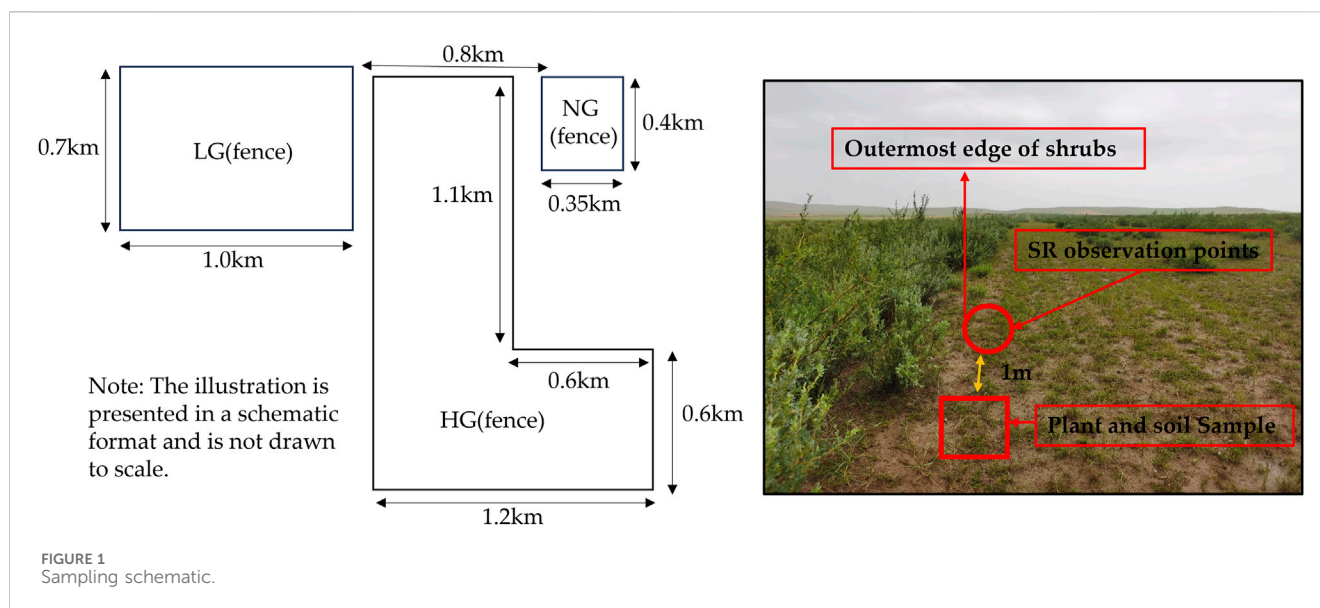 0.8km
0.7km
LG(fence)
1.0km
NG
(fence)
0.4km
0.35km
1.1km
0.6km
0.6km
HG(fence)
1.2km
Note: The illustration is
presented in a schematic
format and is not drawn
to scale.
Outermost edge of shrubs
SR observation points
1m
Plant and soil Sample
FIGURE 1
Sampling schematic.